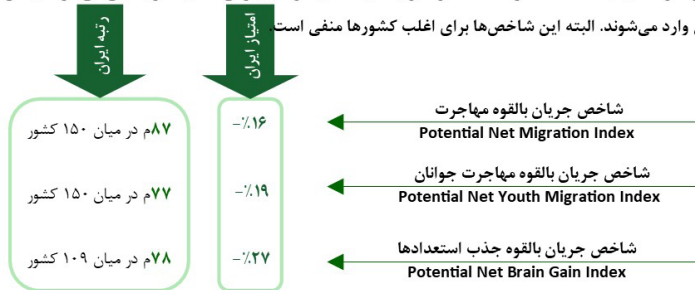 وارد می‌شوند. البته این شاخص‌ها برای اغلب کشورها منفی است.
امتیاز ایران
رتبه ایران
شاخص جریان بالقوه مهاجرت
Potential Net Migration Index
-٪۱۶
۸۷م در میان ۱۵۰ کشور
شاخص جریان بالقوه مهاجرت جوانان
Potential Net Youth Migration Index
-٪۱۹
۷۷م در میان ۱۵۰ کشور
شاخص جریان بالقوه جذب استعدادها
Potential Net Brain Gain Index
-٪۲۷
۷۸م در میان ۱۰۹ کشور